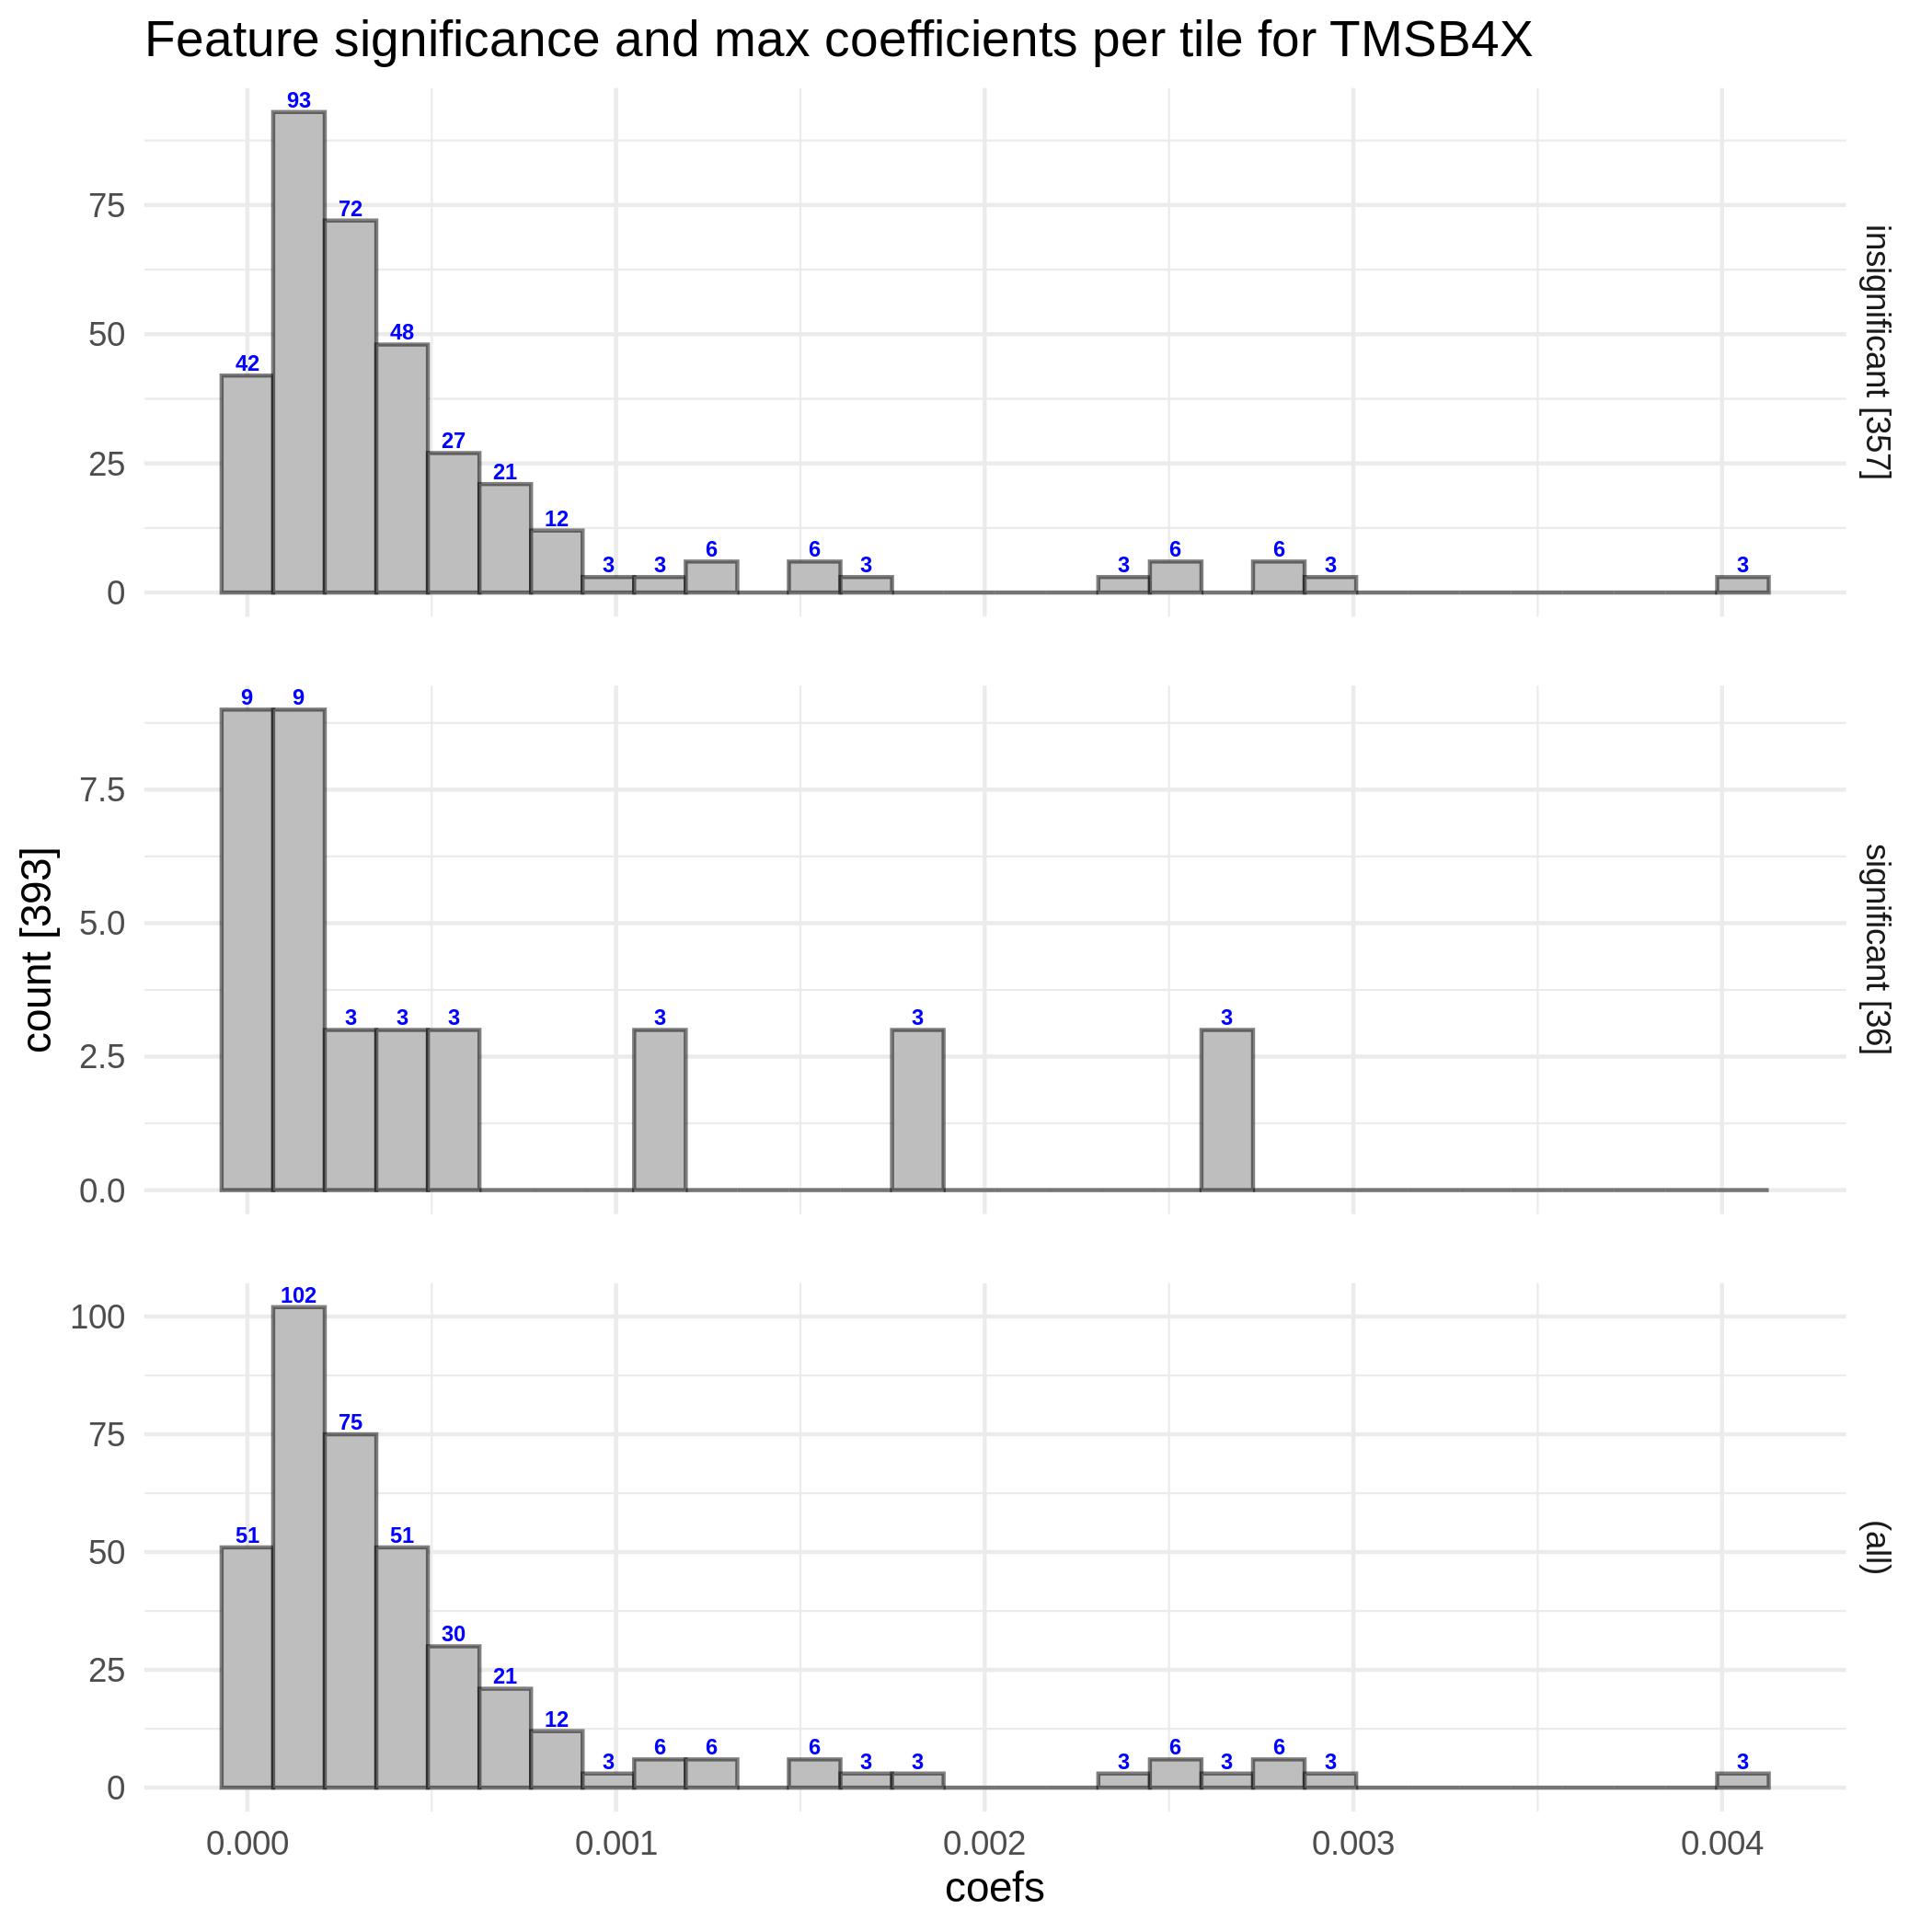 Feature significance and max coefficients per tile for TMSB4X
93
75
72
50
48
42
27
25
21
12
3 3 6 6 3 3 6 6 3 3
0
insignificant [357]
9 9
7.5
5.0
3 3 3 3 3 3
2.5
0.0
significant [36]
count [393]
102
100
75
75
51 51
50
30
25
21
12
3 6 6 6 3 3 3 6 3 6 3 3
0
(all)
0.000 0.001 0.002 0.003 0.004
coefs